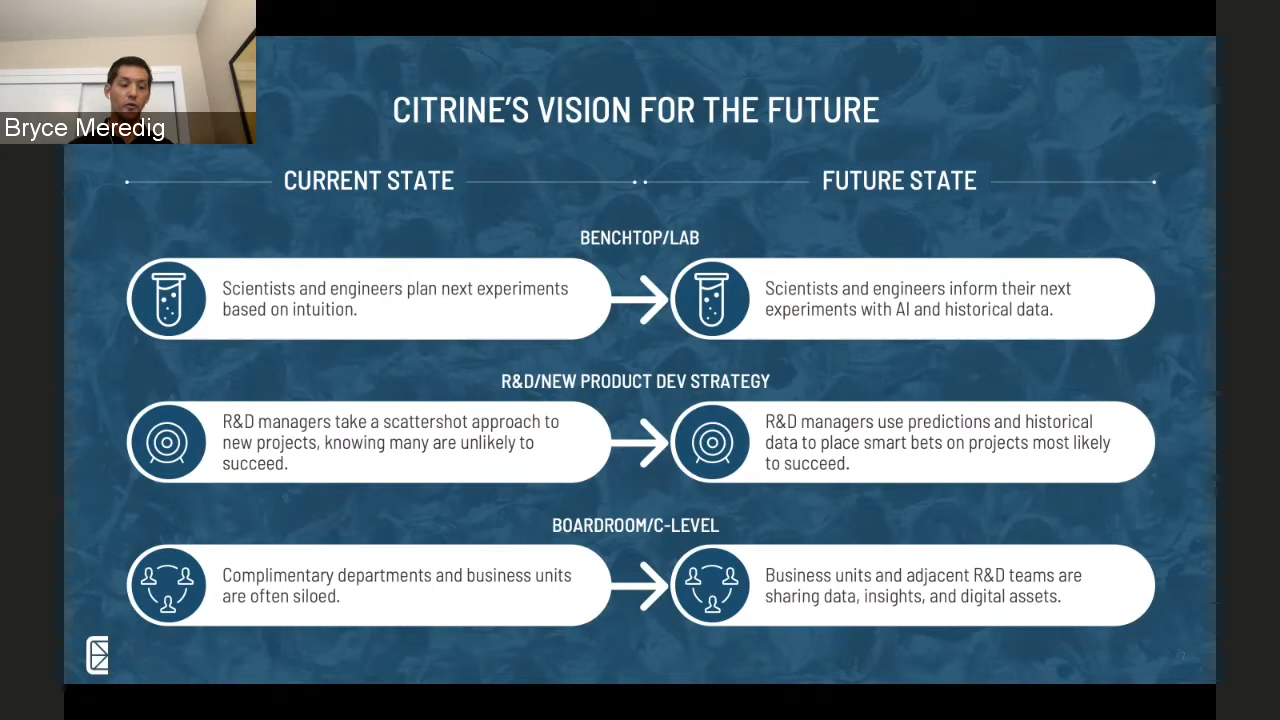 Bryce Meredig
CITRINE'S VISION FOR THE FUTURE
CURRENT STATE
FUTURE STATE
BENCHTOP/LAB
Scientists and engineers plan next experiments
based on intuition.
Scientists and engineers inform their next
experiments with AI and historical data.
R&D/NEW PRODUCT DEV STRATEGY
R&D managers take a scattershot approach to
new projects, knowing many are unlikely to
succeed.
R&D managers use predictions and historical
data to place smart bets on projects most likely
to succeed.
BOARDROOM/C-LEVEL
Complimentary departments and business units
are often siloed.
Business units and adjacent R&D teams are
sharing data, insights, and digital assets.